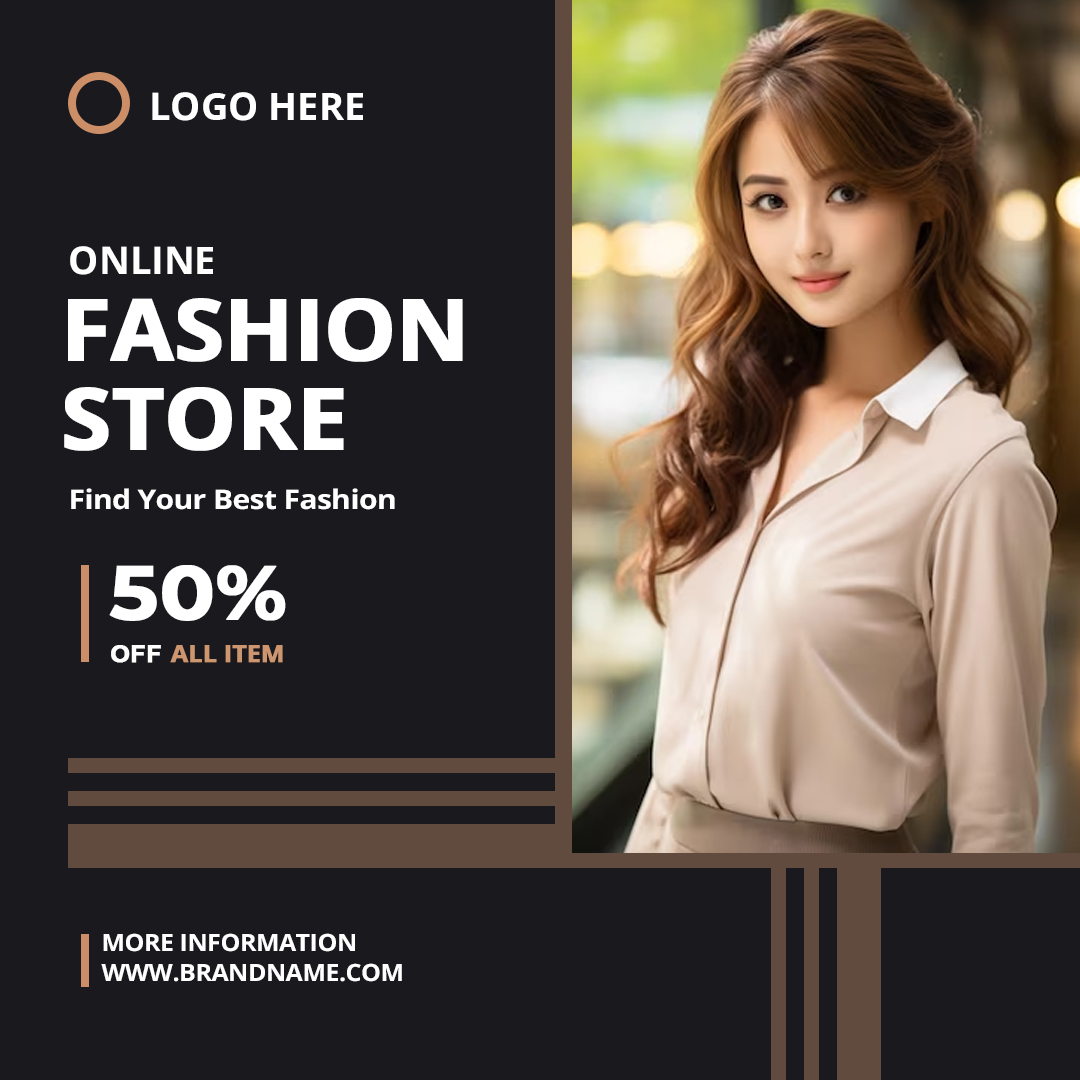 LOGO HERE
ONLINE
FASHION
STORE
Find Your Best Fashion
50%
OFF ALL ITEM
MORE INFORMATION
WWW.BRANDNAME.COM